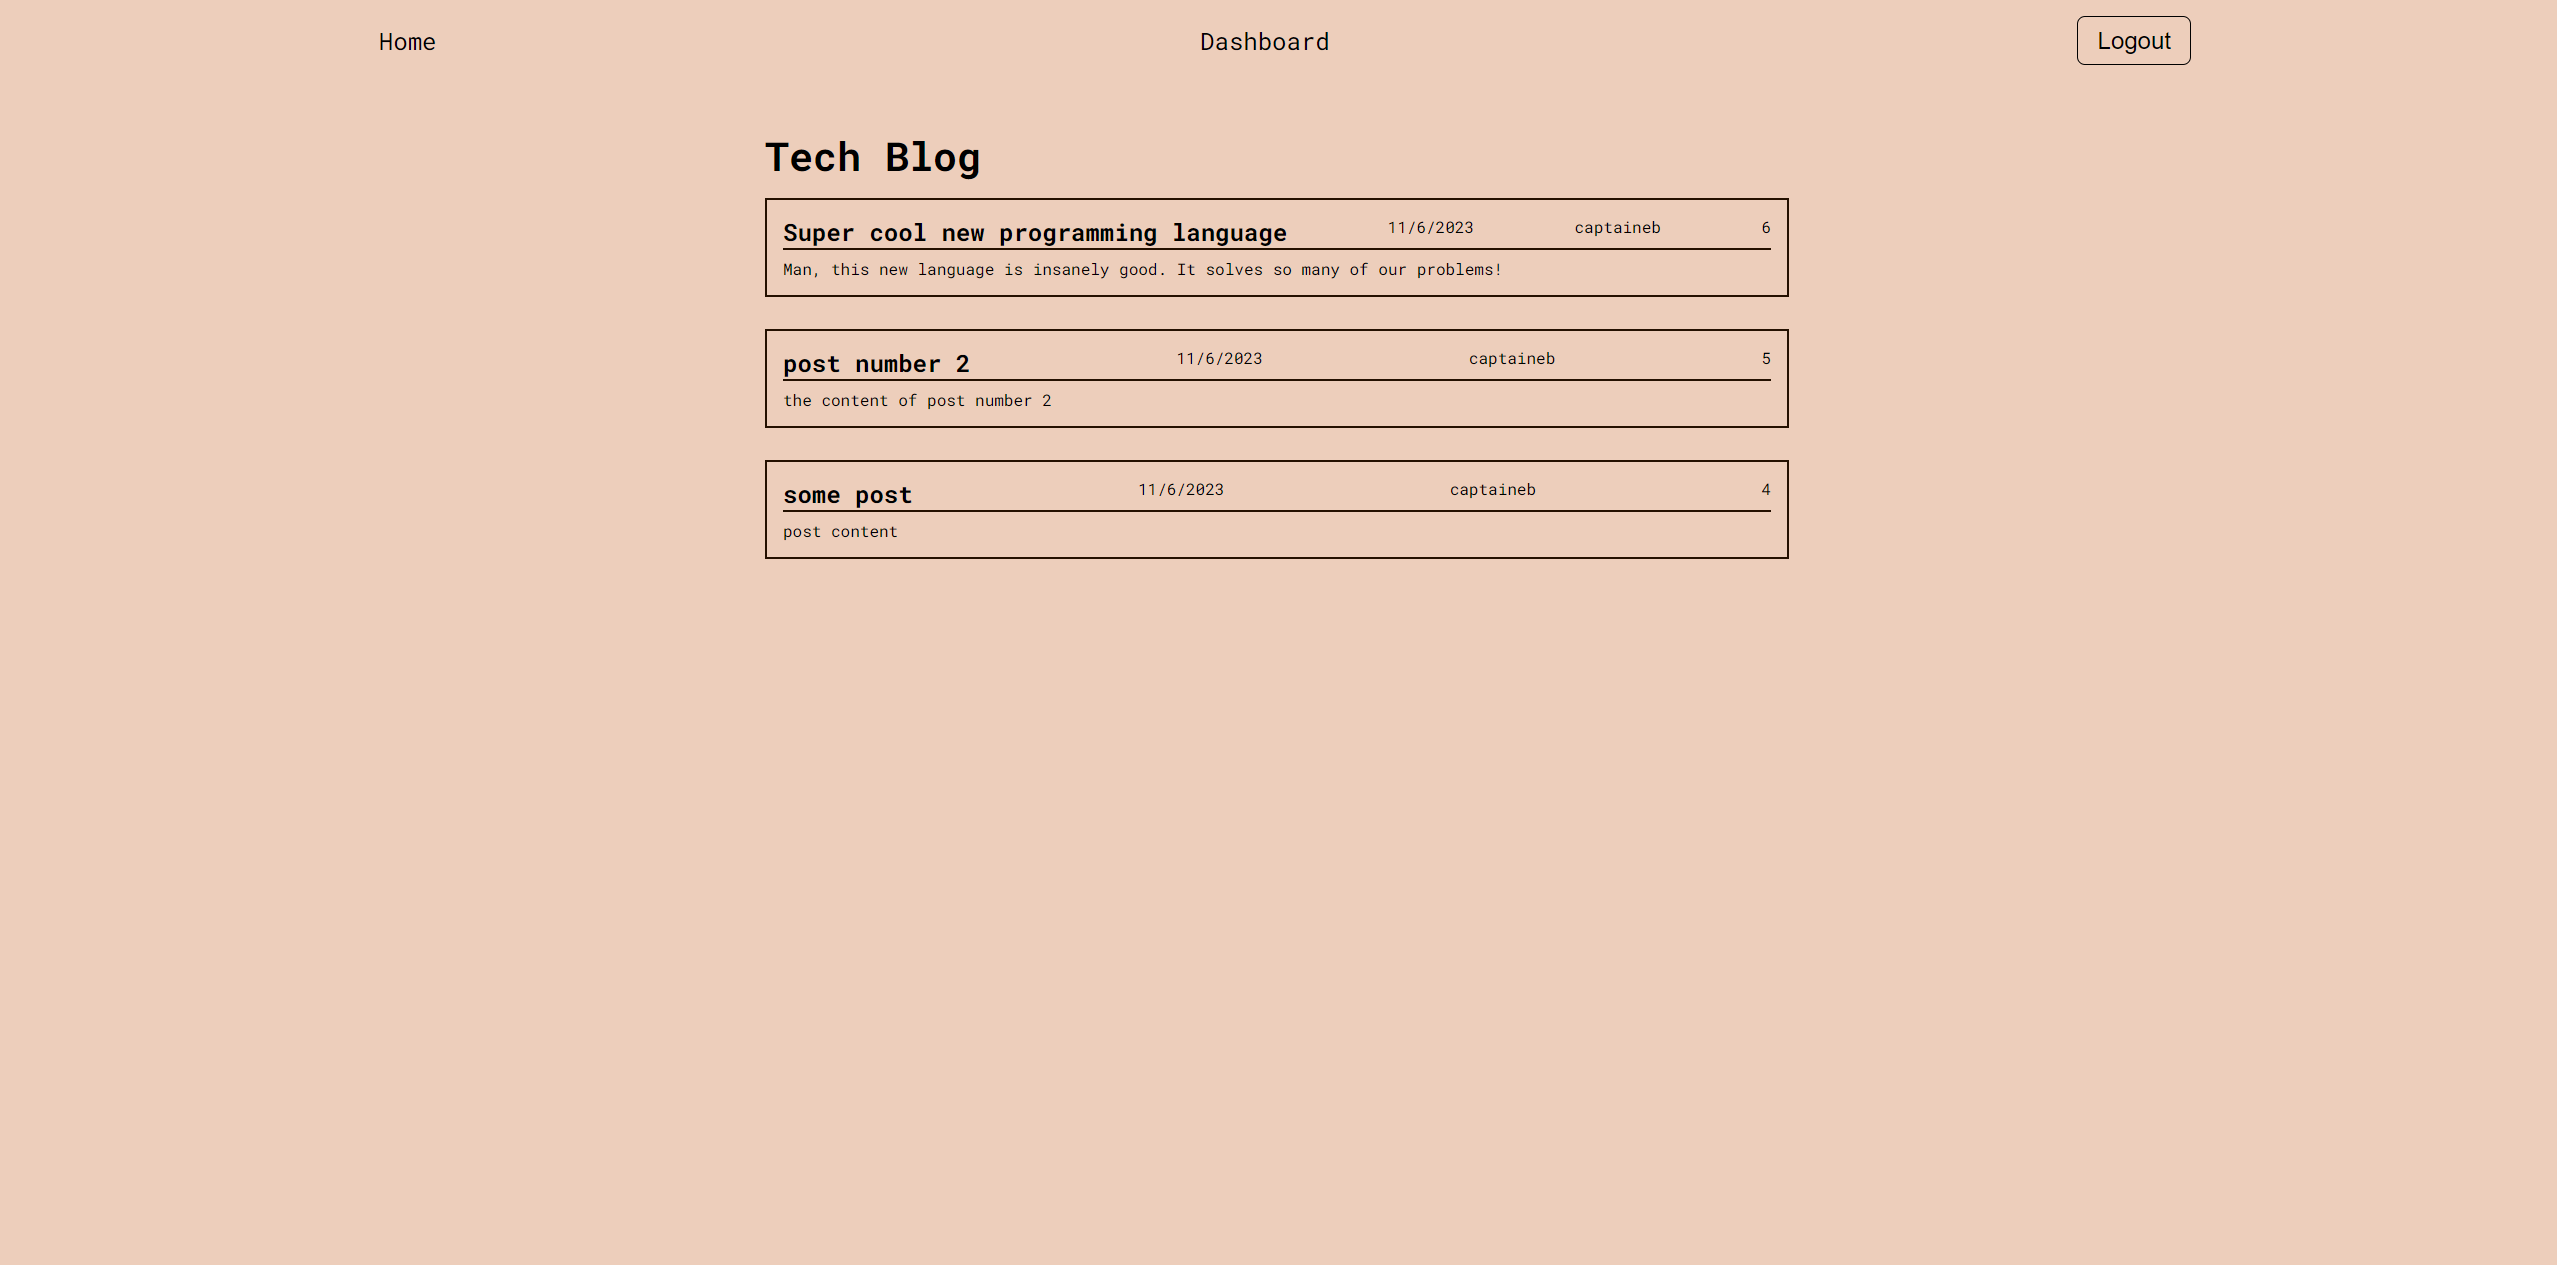 Home Dashboard Logout
Tech Blog
Super cool new programming language 11/6/2023 captaineb 6
Man, this new language is insanely good. It solves so many of our problems!
post number 2 11/6/2023 captaineb 5
the content of post number 2
some post 11/6/2023 captaineb 4
post content